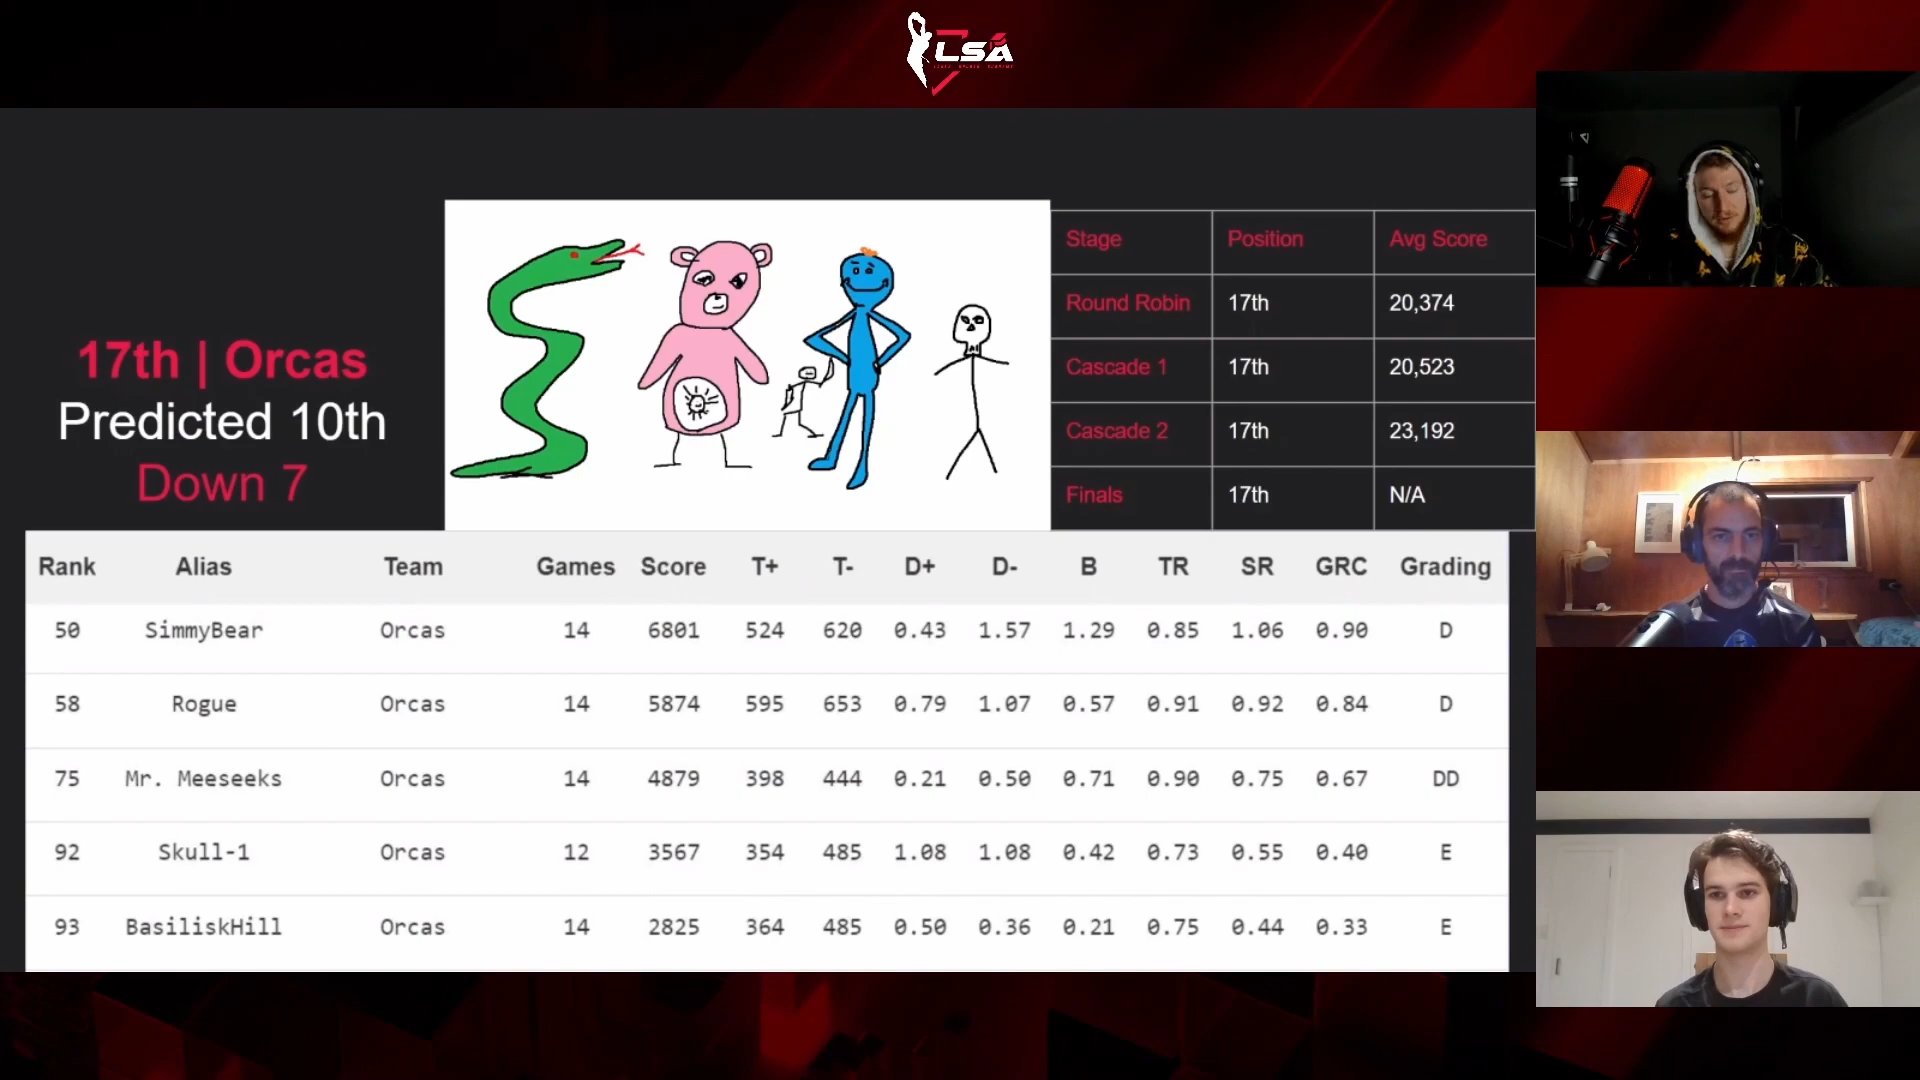 LSA
17th | Orcas
Predicted 10th
Down 7
Stage Position Avg Score
Round Robin 17th 20,374
Cascade 1 17th 20,523
Cascade 2 17th 23,192
Finals 17th N/A
Rank Alias Team Games Score T+ T- D+ D- B TR SR GRC Grading
50 SimmyBear Orcas 14 6801 524 620 0.43 1.57 1.29 0.85 1.06 0.90 D
58 Rogue Orcas 14 5874 595 653 0.79 1.07 0.57 0.91 0.92 0.84 D
75 Mr. Meeseeks Orcas 14 4879 398 444 0.21 0.50 0.71 0.90 0.75 0.67 DD
92 Skull-1 Orcas 12 3567 354 485 1.08 1.08 0.42 0.73 0.55 0.40 E
93 BasiliskHill Orcas 14 2825 364 485 0.50 0.36 0.21 0.75 0.44 0.33 E